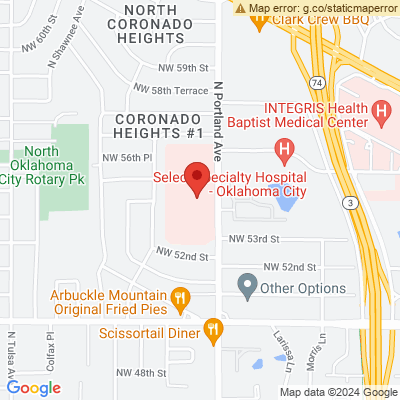 Map error: g.co/staticmaperror
NORTH
CORONADO
HEIGHTS
Clark Crew BBQ
N Shawnee Ave
NW 60th St
NW 59th St
NW 58th Terrace
74
N Portland Ave
CORONADO
HEIGHTS #1
INTEGRIS Health
Baptist Medical Center
NW 56th Pl
North
Oklahoma
City Rotary Pk
Select Specialty Hospital
- Oklahoma City
3
NW 53rd St
NW 52nd St
NW 52nd St
Arbuckle Mountain
Original Fried Pies
Other Options
Scissortail Diner
N Tulsa Ave
Colfax Pl
NW 48th St
Larissa Ln
Morris Ln
Google
Map data ©2024 Google